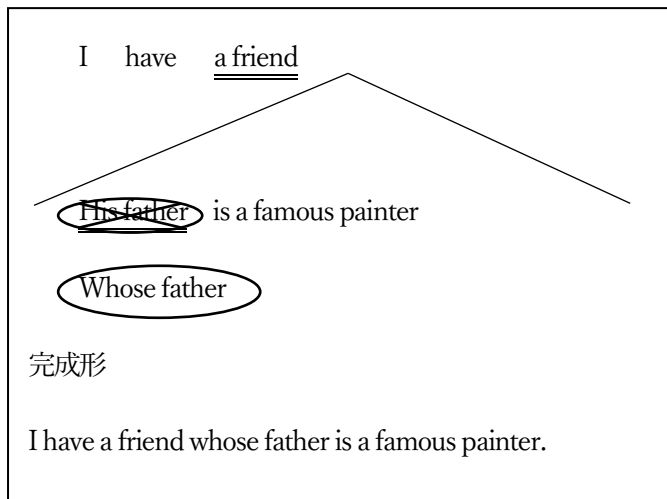 I have a friend
His father is a famous painter
Whose father
完成形
I have a friend whose father is a famous painter.